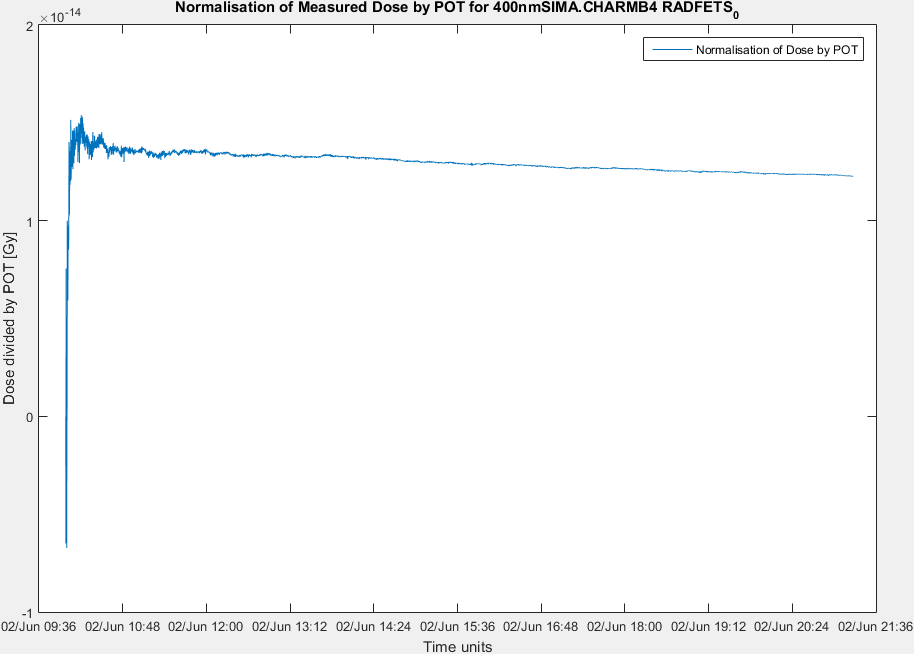 Normalisation of Measured Dose by POT for 400nmSIMA.CHARMB4 RADFETS0
×10-14
2
Normalisation of Dose by POT
1
0
-1
Dose divided by POT [Gy]
02/Jun 09:36 02/Jun 10:48 02/Jun 12:00 02/Jun 13:12 02/Jun 14:24 02/Jun 15:36 02/Jun 16:48 02/Jun 18:00 02/Jun 19:12 02/Jun 20:24 02/Jun 21:36
Time units